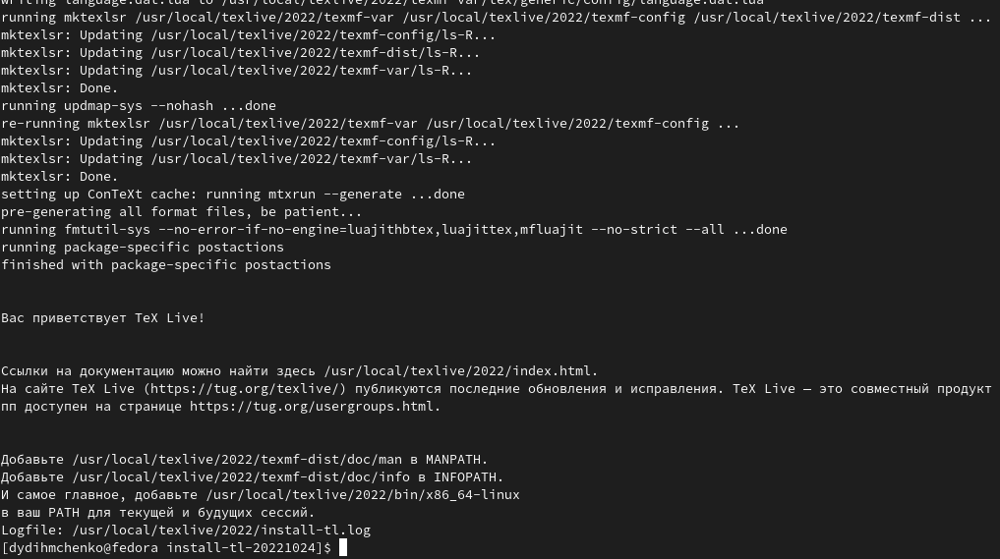 writing language.dat.lua to /usr/local/texlive/2022/texmf-var/tex/generic/config/language.dat.lua
running mktexlsr /usr/local/texlive/2022/texmf-var /usr/local/texlive/2022/texmf-config /usr/local/texlive/2022/texmf-dist ...
mktexlsr: Updating /usr/local/texlive/2022/texmf-config/ls-R...
mktexlsr: Updating /usr/local/texlive/2022/texmf-dist/ls-R...
mktexlsr: Updating /usr/local/texlive/2022/texmf-var/ls-R...
mktexlsr: Done.
running updmap-sys --nohash ...done
re-running mktexlsr /usr/local/texlive/2022/texmf-var /usr/local/texlive/2022/texmf-config ...
mktexlsr: Updating /usr/local/texlive/2022/texmf-config/ls-R...
mktexlsr: Updating /usr/local/texlive/2022/texmf-var/ls-R...
mktexlsr: Done.
setting up ConTeXt cache: running mtxrun --generate ...done
pre-generating all format files, be patient...
running fmtutil-sys --no-error-if-no-engine=luajithbtex,luajittex,mfluajit --no-strict --all ...done
running package-specific postactions
finished with package-specific postactions
Вас приветствует TeX Live!
Ссылки на документацию можно найти здесь /usr/local/texlive/2022/index.html.
На сайте TeX Live (https://tug.org/texlive/) публикуются последние обновления и исправления. TeX Live — это совместный продукт
пп доступен на странице https://tug.org/usergroups.html.
Добавьте /usr/local/texlive/2022/texmf-dist/doc/man в MANPATH.
Добавьте /usr/local/texlive/2022/texmf-dist/doc/info в INFOPATH.
И самое главное, добавьте /usr/local/texlive/2022/bin/x86_64-linux
в ваш PATH для текущей и будущих сессий.
Logfile: /usr/local/texlive/2022/install-tl.log
[dydihmchenko@fedora install-tl-20221024]$